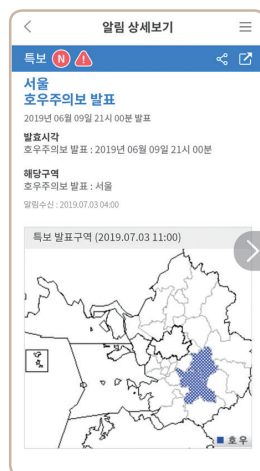 알림 상세보기
특보 N !
서울
호우주의보 발표
2019년 06월 09일 21시 00분 발표
발효시각
호우주의보 발표 : 2019년 06월 09일 21시 00분
해당구역
호우주의보 발표 : 서울
알림수신 : 2019.07.03 04:00
특보 발표구역 (2019.07.03 11:00)
호우